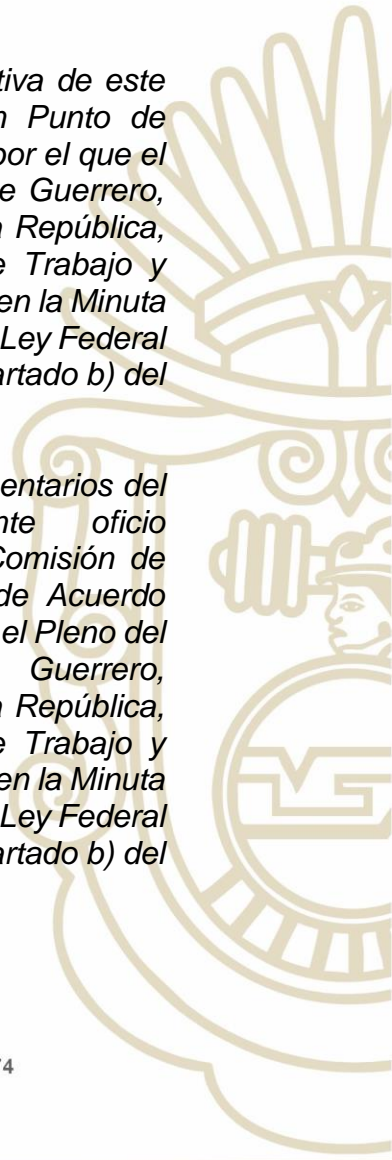 tiva de este
n Punto de
por el que el
e Guerrero,
a República,
e Trabajo y
en la Minuta
Ley Federal
artado b) del
entarios del
nte oficio
Comisión de
de Acuerdo
el Pleno del
Guerrero,
a República,
e Trabajo y
en la Minuta
Ley Federal
artado b) del
74